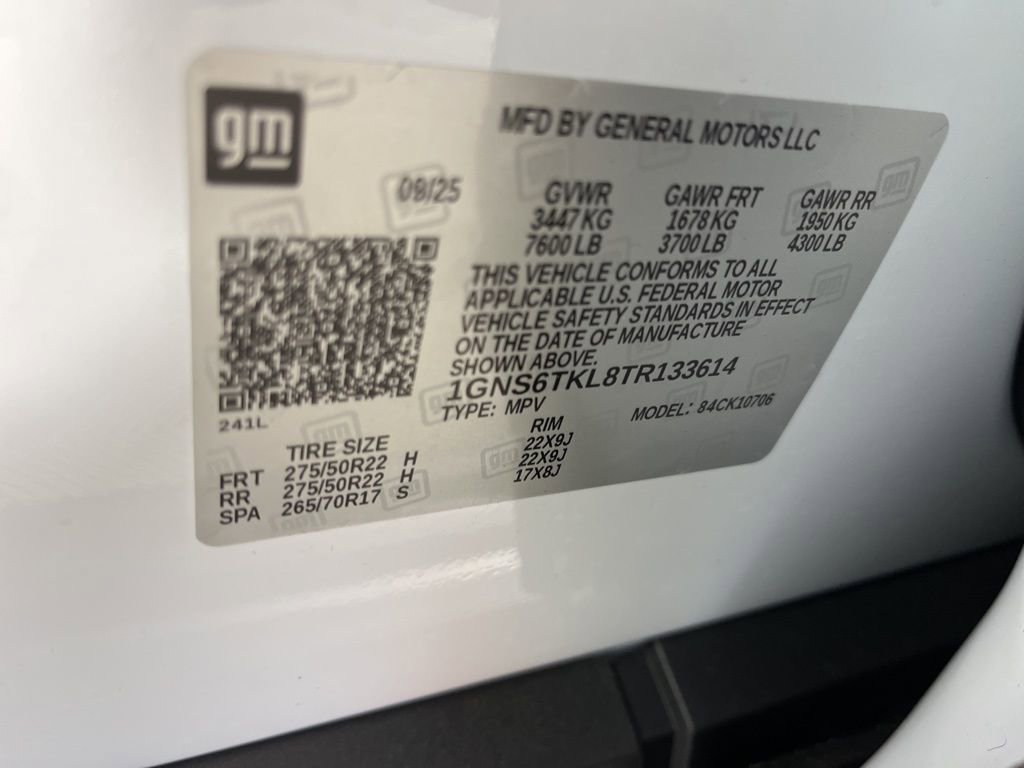 gm
MFD BY GENERAL MOTORS LLC
09/25
GVWR GAWR FRT GAWR RR
3447 KG 1678 KG 1950 KG
7600 LB 3700 LB 4300 LB
THIS VEHICLE CONFORMS TO ALL
APPLICABLE U.S. FEDERAL MOTOR
VEHICLE SAFETY STANDARDS IN EFFECT
ON THE DATE OF MANUFACTURE
SHOWN ABOVE.
1GNS6TKL8TR133614
TYPE: MPV MODEL: 84CK10706
241L
TIRE SIZE RIM
FRT 275/50R22 H 22X9J
RR 275/50R22 H 22X9J
SPA 265/70R17 S 17X8J